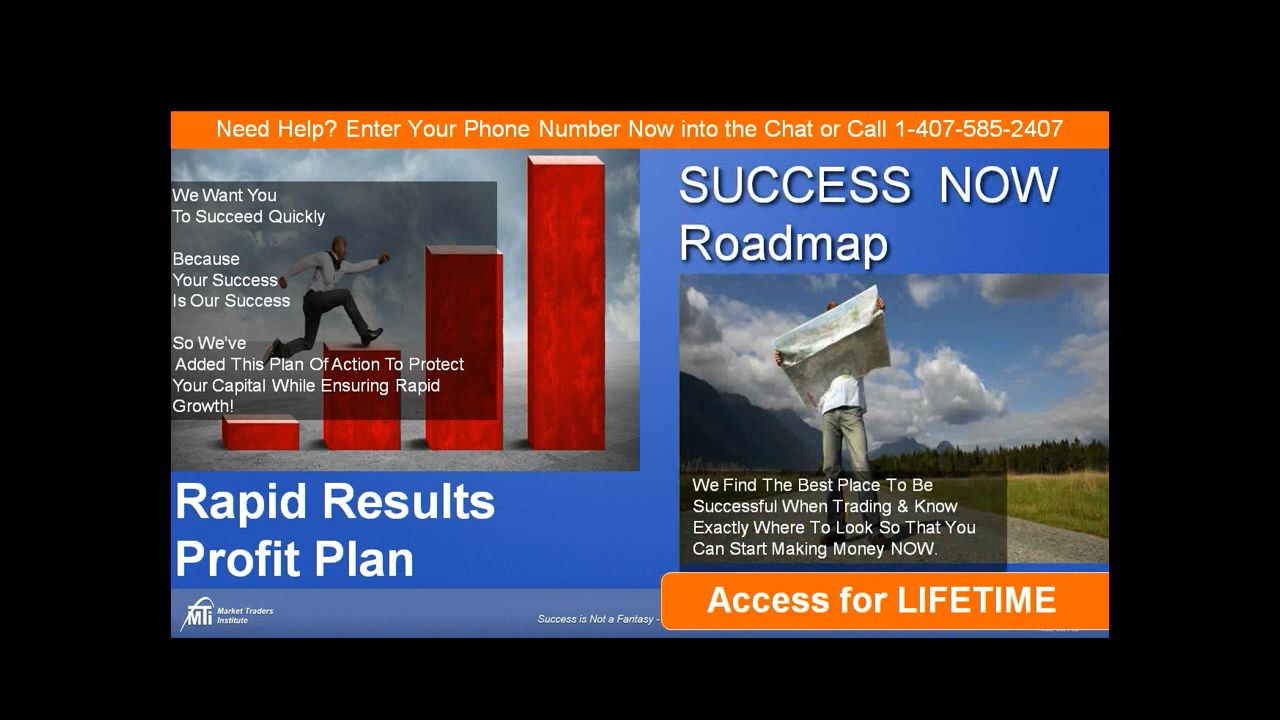 Need Help? Enter Your Phone Number Now into the Chat or Call 1-407-585-2407
We Want You
To Succeed Quickly
Because
Your Success
Is Our Success
So We've
Added This Plan Of Action To Protect
Your Capital While Ensuring Rapid
Growth!
Rapid Results
Profit Plan
SUCCESS NOW
Roadmap
We Find The Best Place To Be
Successful When Trading & Know
Exactly Where To Look So That You
Can Start Making Money NOW.
Access for LIFETIME
MTI
Market Traders
Institute
Success is Not a Fantasy -